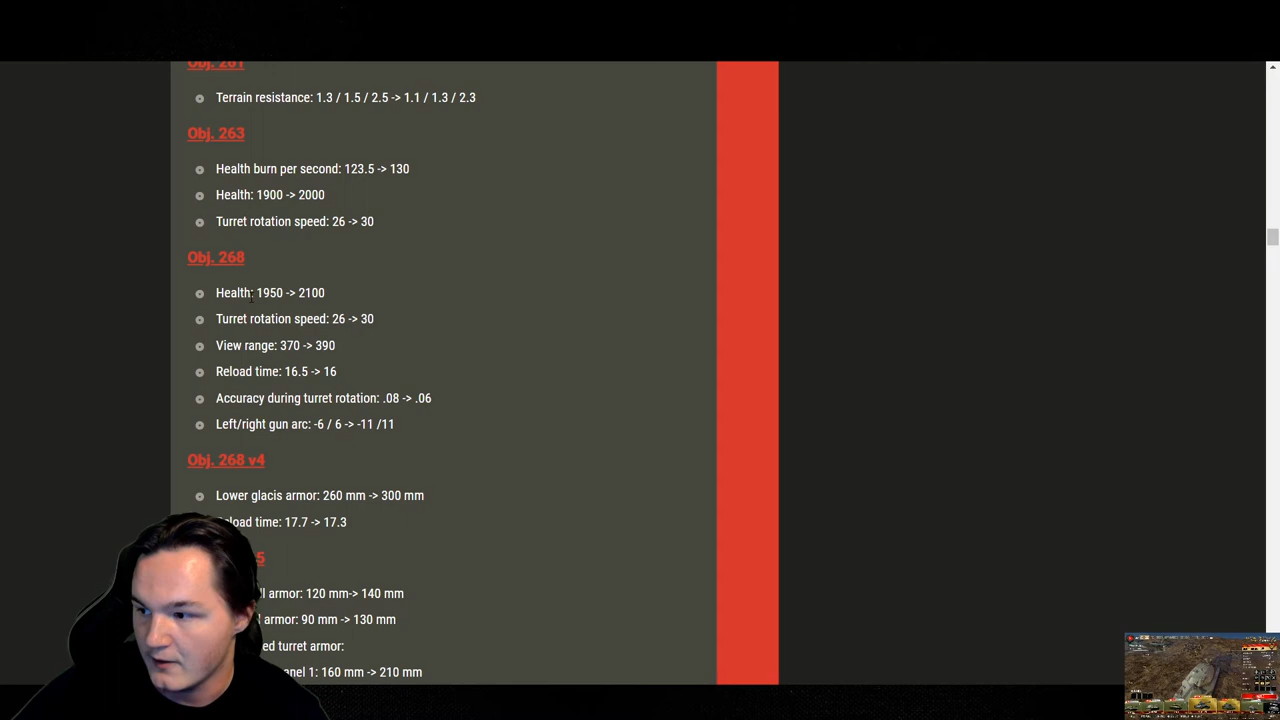 Obj. 261
Terrain resistance: 1.3 / 1.5 / 2.5 -> 1.1 / 1.3 / 2.3
Obj. 263
Health burn per second: 123.5 -> 130
Health: 1900 -> 2000
Turret rotation speed: 26 -> 30
Obj. 268
Health: 1950 -> 2100
Turret rotation speed: 26 -> 30
View range: 370 -> 390
Reload time: 16.5 -> 16
Accuracy during turret rotation: .08 -> .06
Left/right gun arc: -6 / 6 -> -11 /11
Obj. 268 v4
Lower glacis armor: 260 mm -> 300 mm
Reload time: 17.7 -> 17.3
5
armor: 120 mm-> 140 mm
armor: 90 mm -> 130 mm
turret armor:
1: 160 mm -> 210 mm